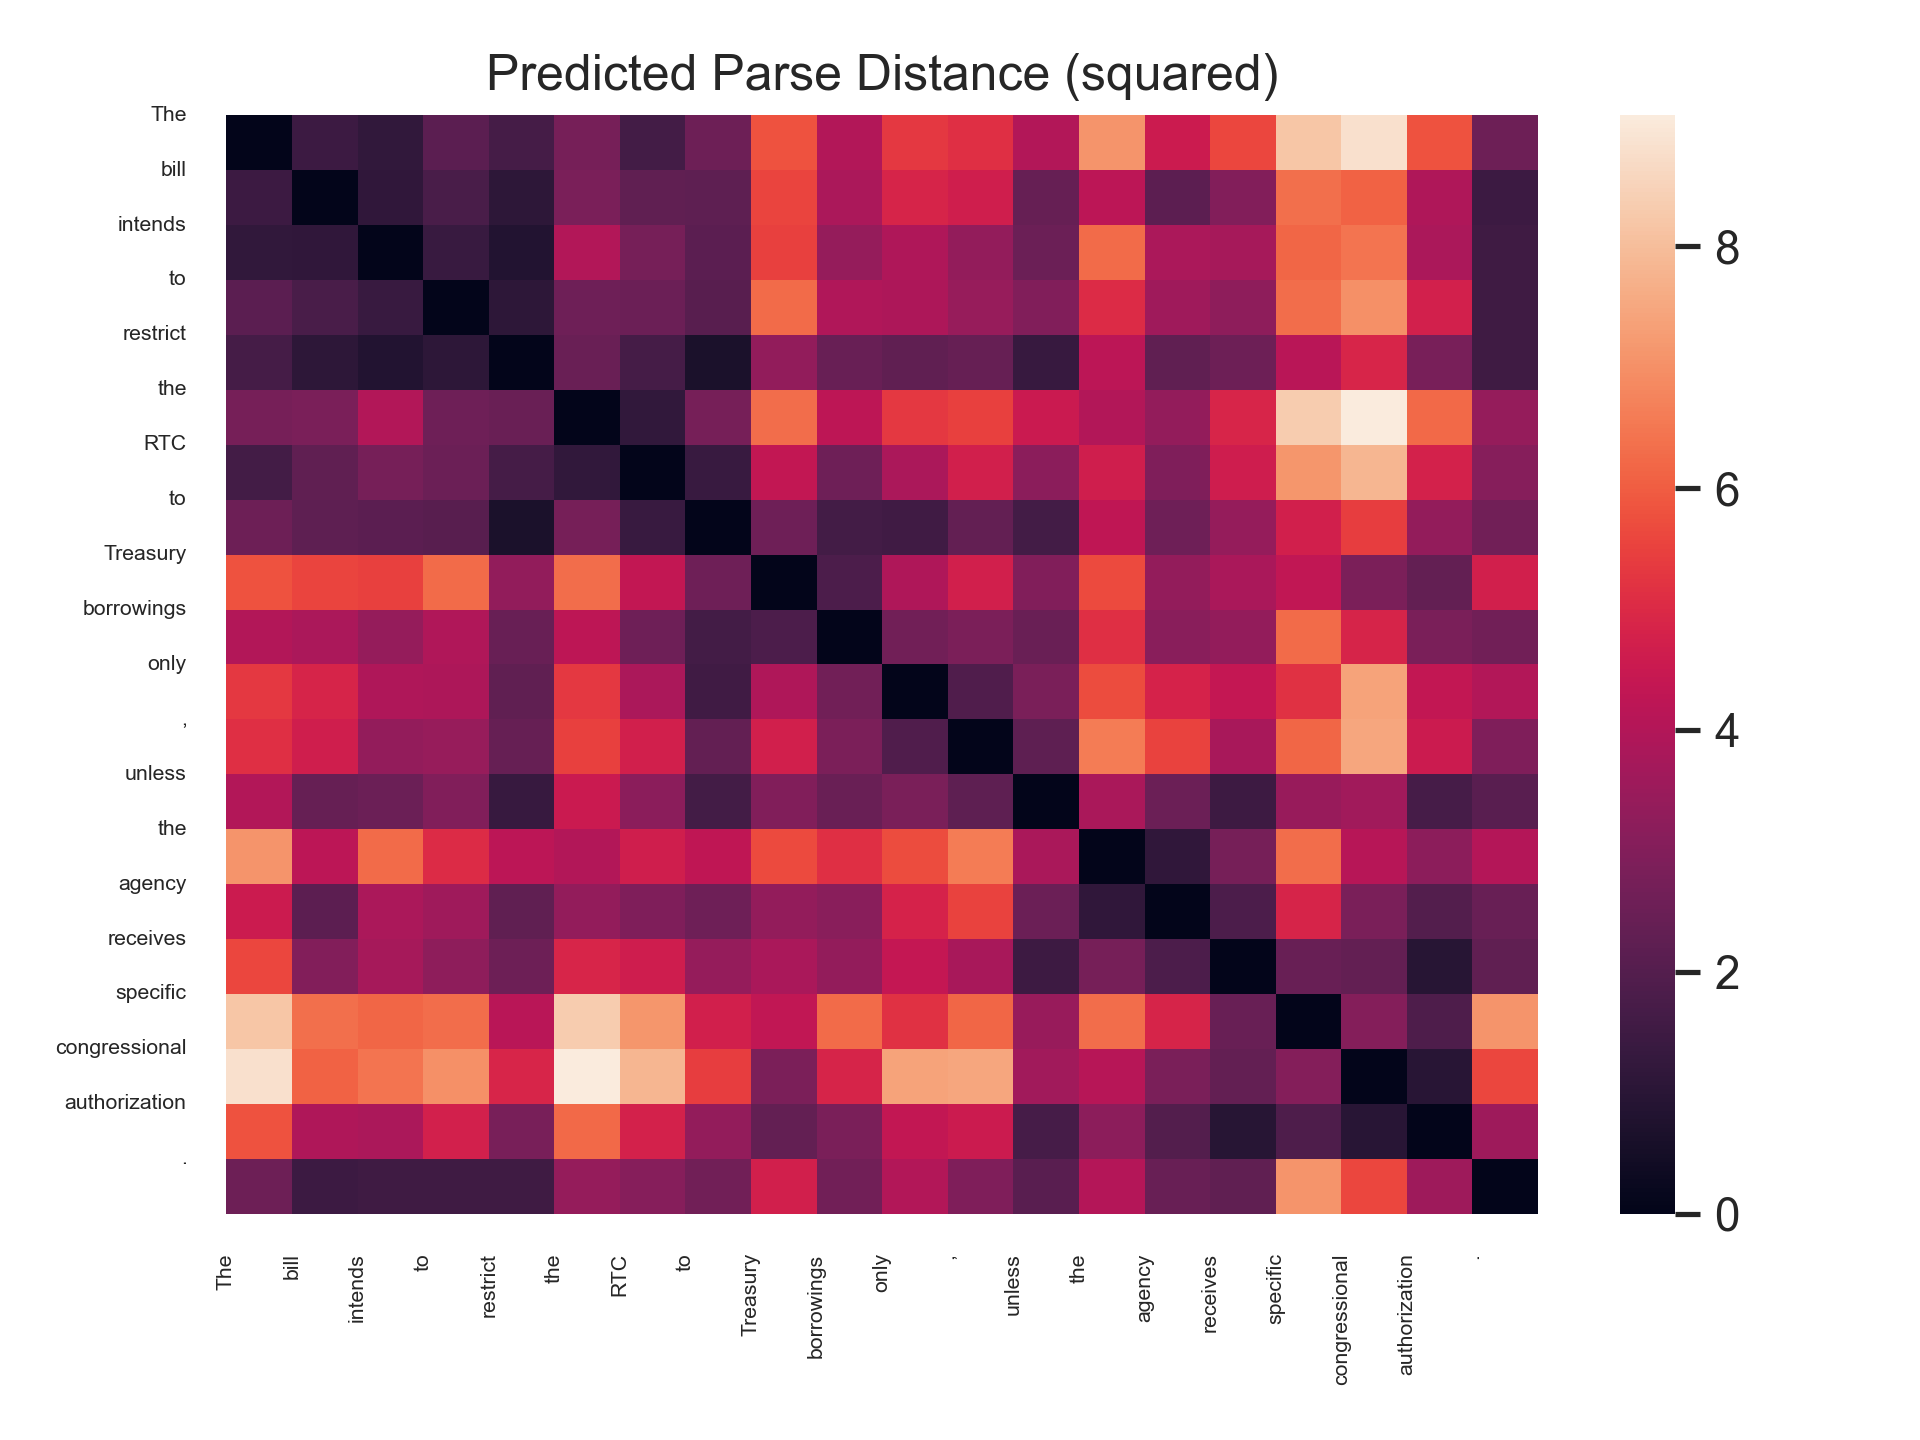 Predicted Parse Distance (squared)
The
bill
intends
to
restrict
the
RTC
to
Treasury
borrowings
only
,
unless
the
agency
receives
specific
congressional
authorization
.
8
6
4
2
0
The
bill
intends
to
restrict
the
RTC
to
Treasury
borrowings
only
,
unless
the
agency
receives
specific
congressional
authorization
.